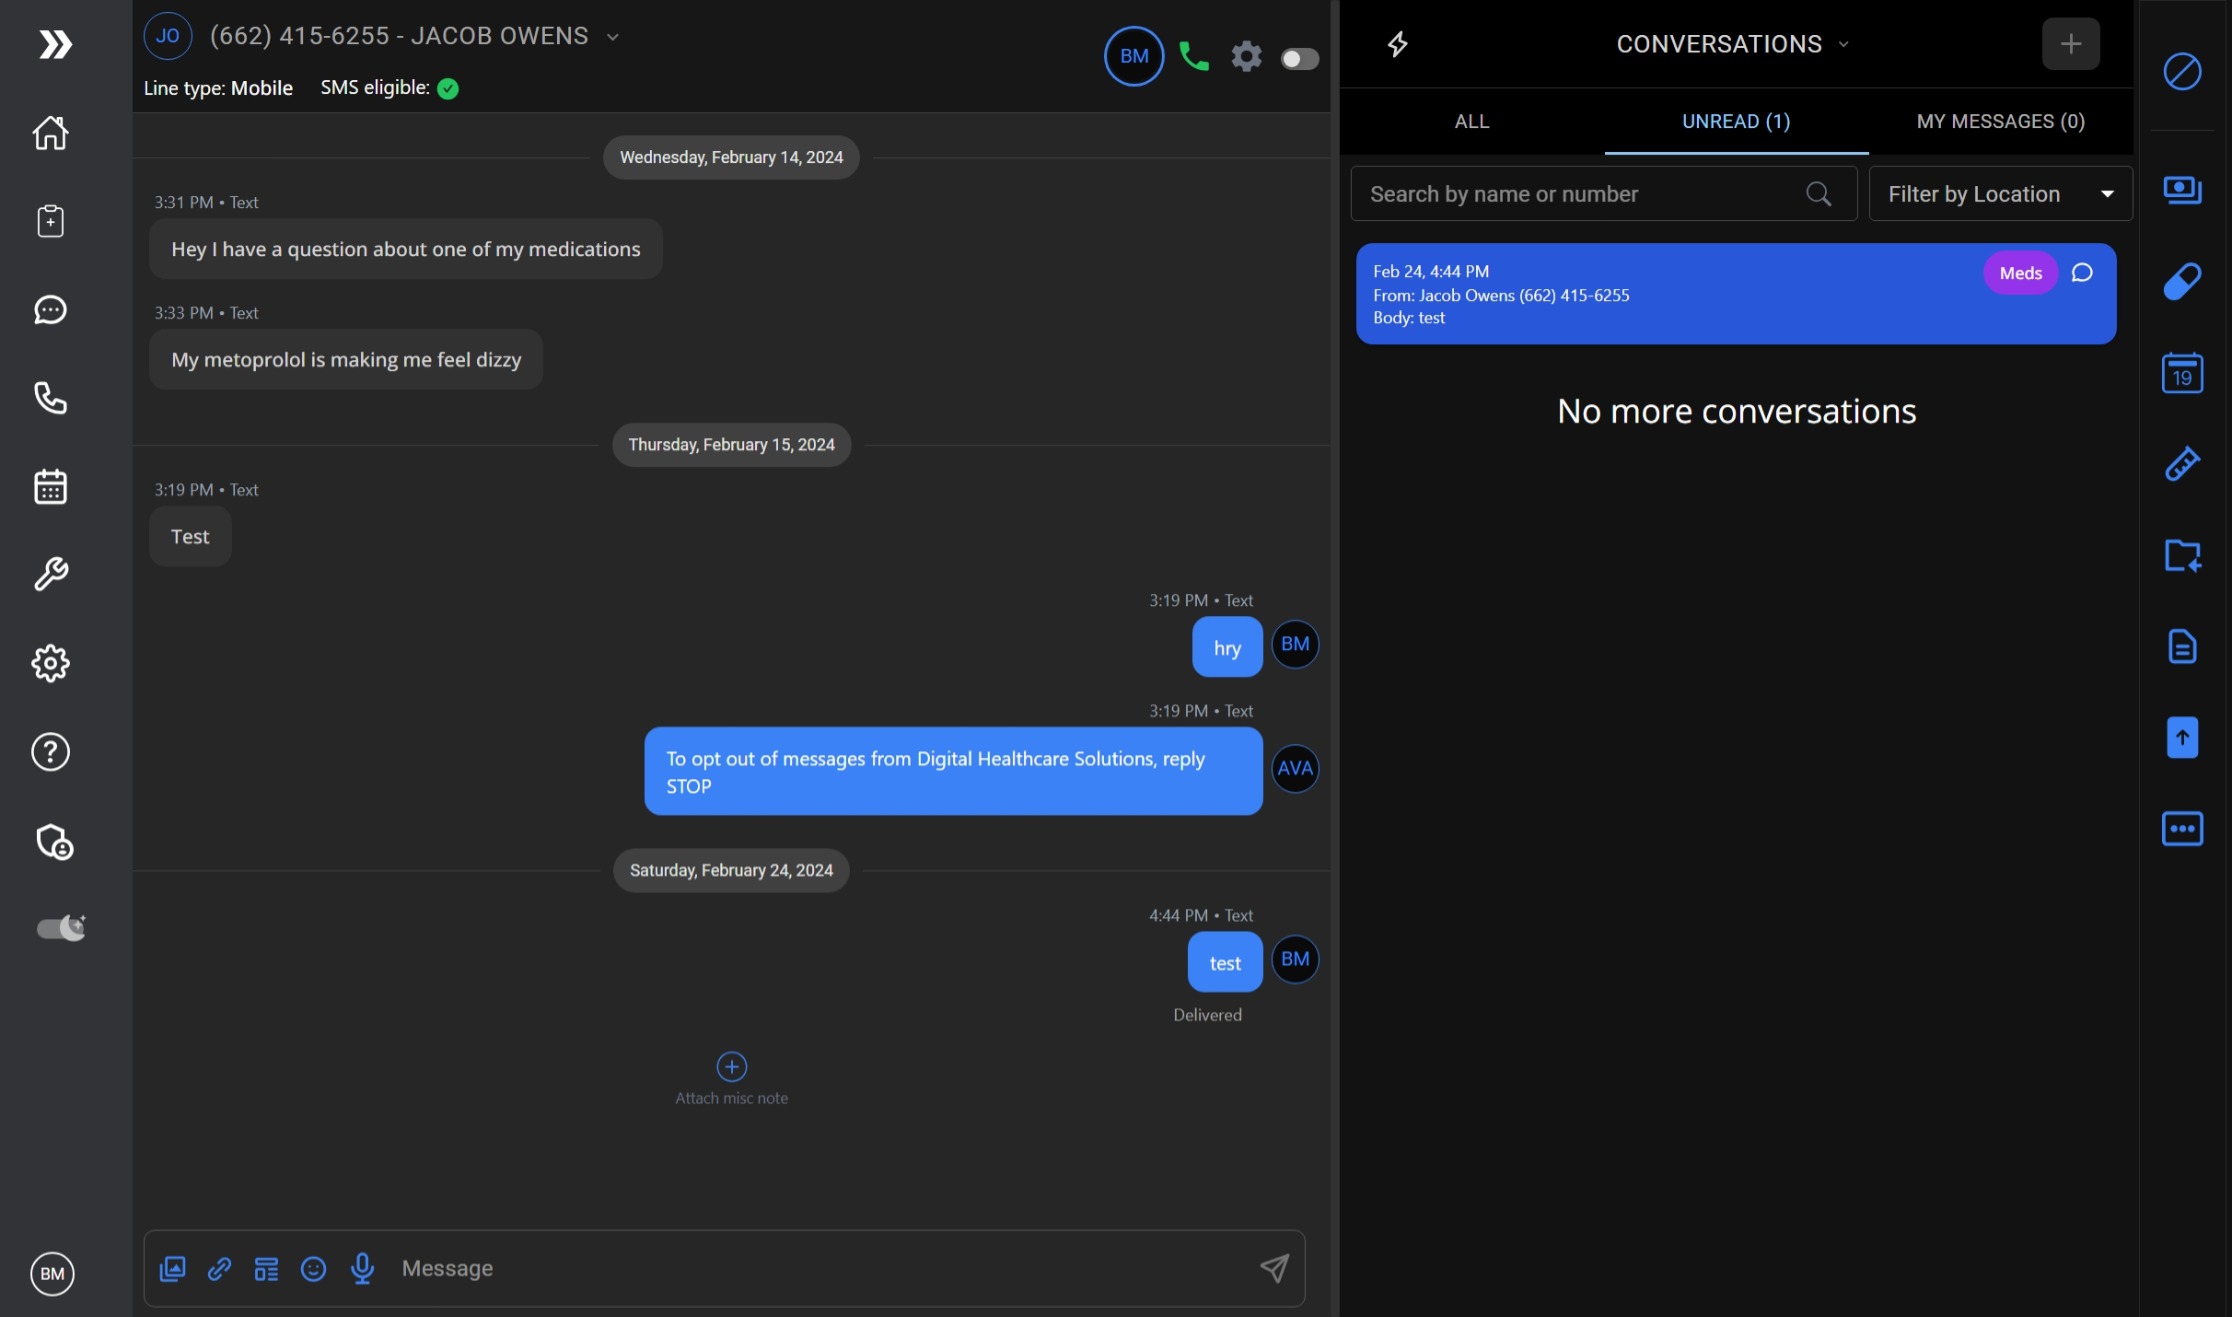 JO
(662) 415-6255 - JACOB OWENS
Line type: Mobile
SMS eligible:
BM
Wednesday, February 14, 2024
3:31 PM • Text
Hey I have a question about one of my medications
3:33 PM • Text
My metoprolol is making me feel dizzy
Thursday, February 15, 2024
3:19 PM • Text
Test
3:19 PM • Text
hry
BM
3:19 PM • Text
To opt out of messages from Digital Healthcare Solutions, reply
STOP
AVA
Saturday, February 24, 2024
4:44 PM • Text
test
BM
Delivered
Attach misc note
Message
BM
CONVERSATIONS
ALL
UNREAD (1)
MY MESSAGES (0)
Search by name or number
Filter by Location
Feb 24, 4:44 PM
From: Jacob Owens (662) 415-6255
Body: test
Meds
No more conversations
19